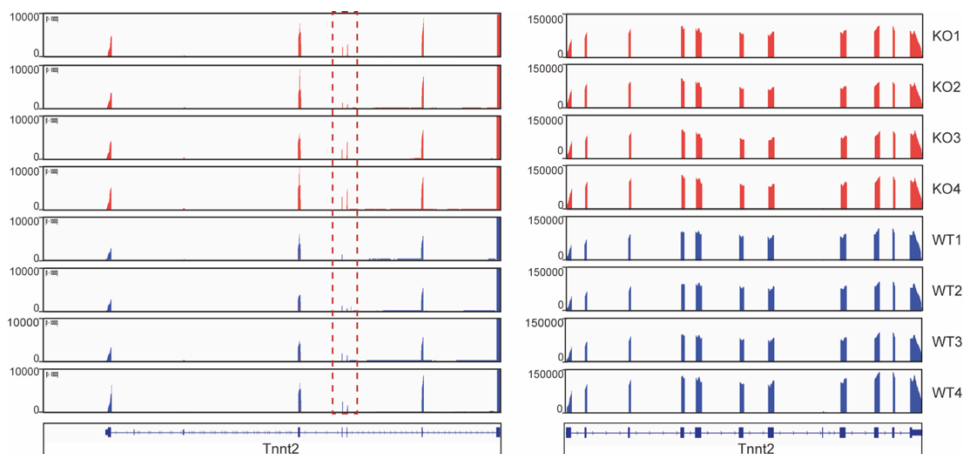 10000 150000 KO1
0 0
10000 150000 KO2
0 0
10000 150000 KO3
0 0
10000 150000 KO4
0 0
10000 150000 WT1
0 0
10000 150000 WT2
0 0
10000 150000 WT3
0 0
10000 150000 WT4
0 0
Tnnt2 Tnnt2